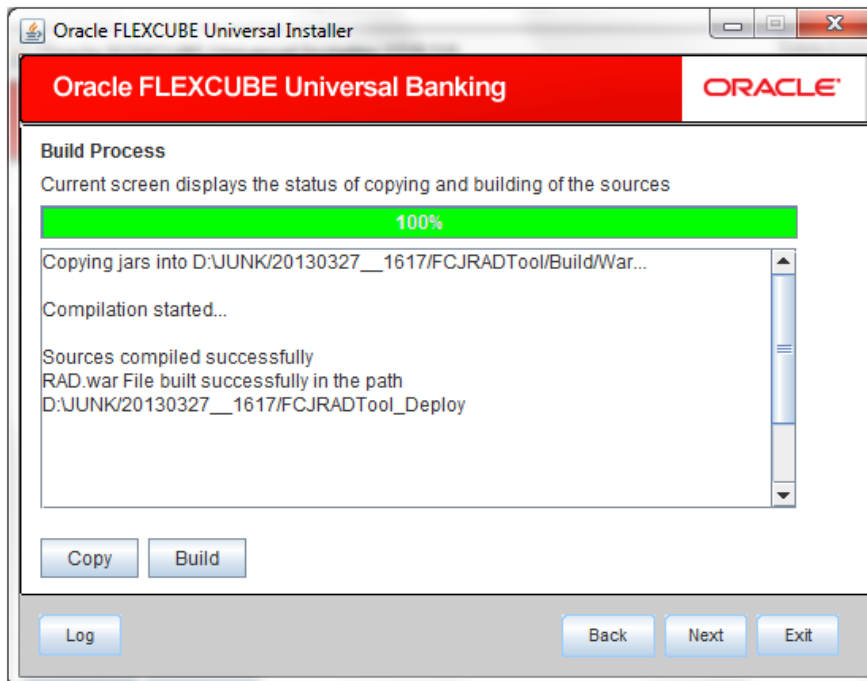 Oracle FLEXCUBE Universal Installer
Oracle FLEXCUBE Universal Banking
ORACLE
Build Process
Current screen displays the status of copying and building of the sources
100%
Copying jars into D:\JUNK/20130327__1617/FCJRADTool/Build/War...
Compilation started...
Sources compiled successfully
RAD.war File built successfully in the path
D:\JUNK/20130327__1617/FCJRADTool_Deploy
Copy Build
Log Back Next Exit